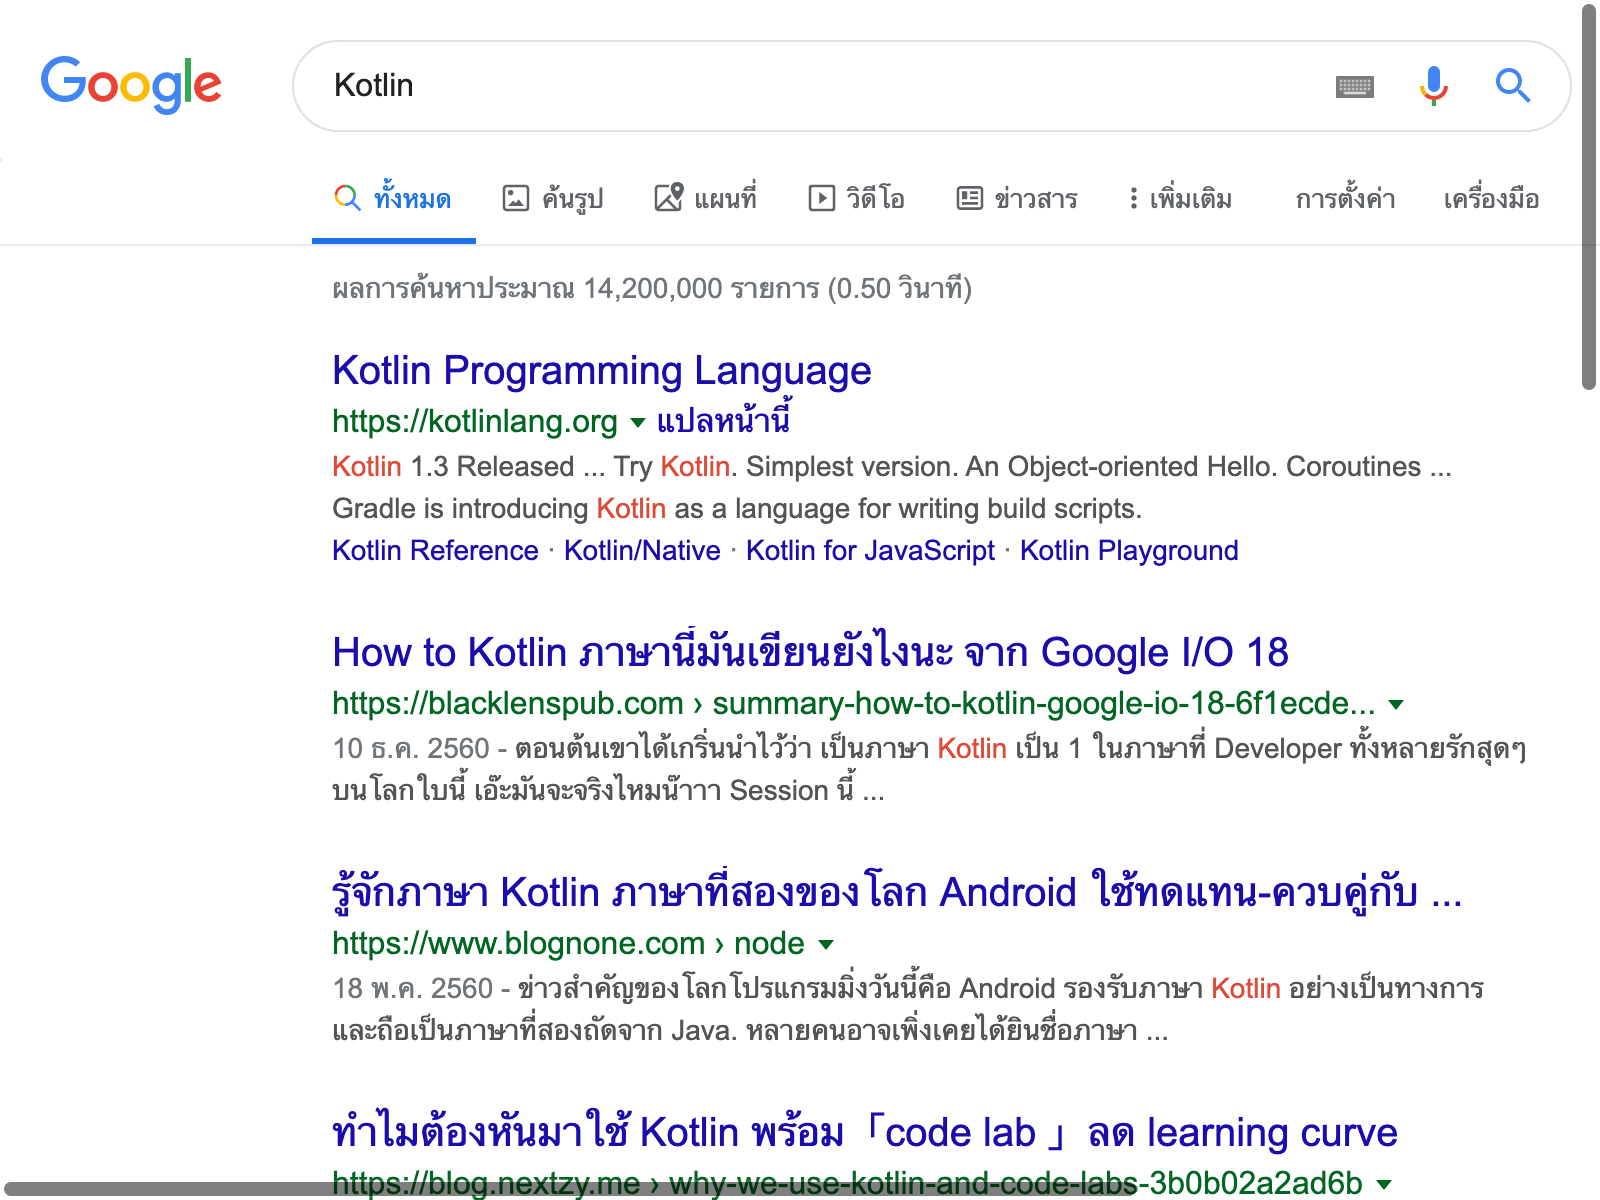 Google
Kotlin
ทั้งหมด ค้นรูป แผนที่ วิดีโอ ข่าวสาร เพิ่มเติม การตั้งค่า เครื่องมือ
ผลการค้นหาประมาณ 14,200,000 รายการ (0.50 วินาที)
Kotlin Programming Language
https://kotlinlang.org แปลหน้านี้
Kotlin 1.3 Released ... Try Kotlin. Simplest version. An Object-oriented Hello. Coroutines ...
Gradle is introducing Kotlin as a language for writing build scripts.
Kotlin Reference · Kotlin/Native · Kotlin for JavaScript · Kotlin Playground
How to Kotlin ภาษานี้มันเขียนยังไงนะ จาก Google I/O 18
https://blacklenspub.com › summary-how-to-kotlin-google-io-18-6f1ecde...
10 ธ.ค. 2560 - ตอนต้นเขาได้เกริ่นนำไว้ว่า เป็นภาษา Kotlin เป็น 1 ในภาษาที่ Developer ทั้งหลายรักสุดๆ
บนโลกใบนี้ เอ๊ะมันจะจริงไหมน๊าาา Session นี้ ...
รู้จักภาษา Kotlin ภาษาที่สองของโลก Android ใช้ทดแทน-ควบคู่กับ ...
https://www.blognone.com › node
18 พ.ค. 2560 - ข่าวสำคัญของโลกโปรแกรมมิ่งวันนี้คือ Android รองรับภาษา Kotlin อย่างเป็นทางการ
และถือเป็นภาษาที่สองถัดจาก Java. หลายคนอาจเพิ่งเคยได้ยินชื่อภาษา ...
ทำไมต้องหันมาใช้ Kotlin พร้อม「code lab 」ลด learning curve
https://blog.nextzy.me › why-we-use-kotlin-and-code-labs-3b0b02a2ad6b